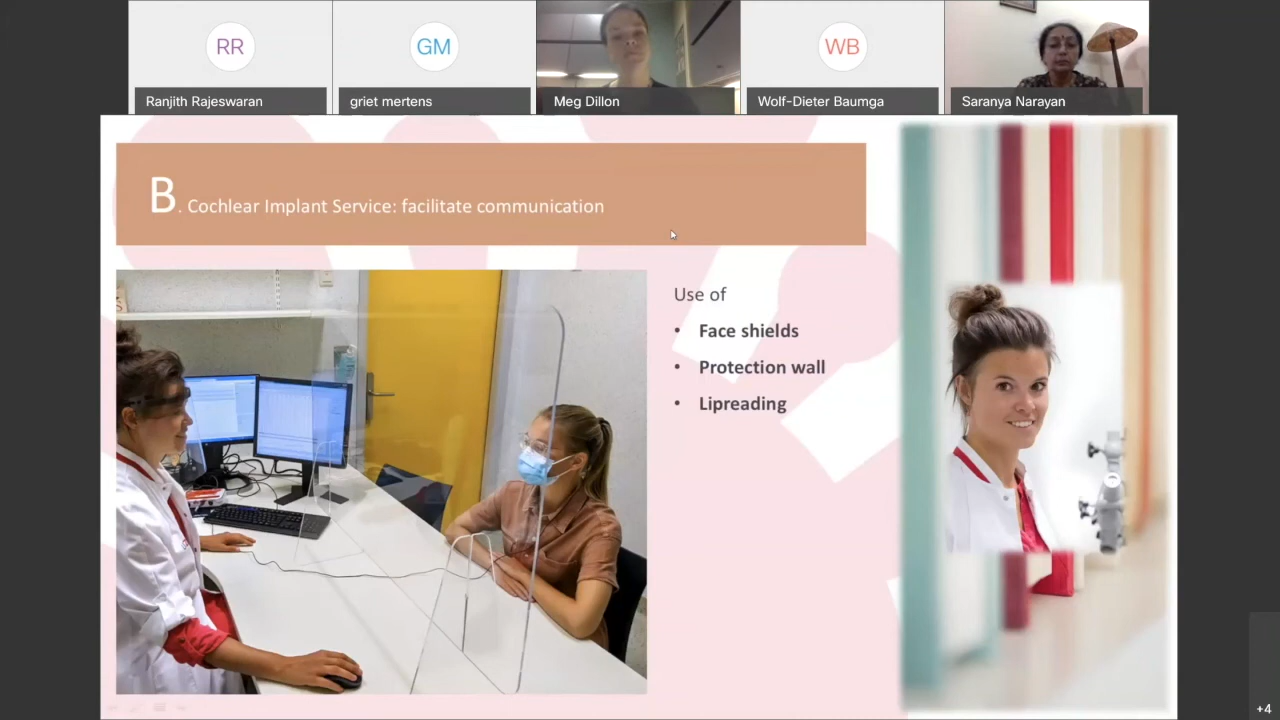 RR
GM
WB
Ranjith Rajeswaran
griet mertens
Meg Dillon
Wolf-Dieter Baumga
Saranya Narayan
B. Cochlear Implant Service: facilitate communication
Use of
• Face shields
• Protection wall
• Lipreading
+4